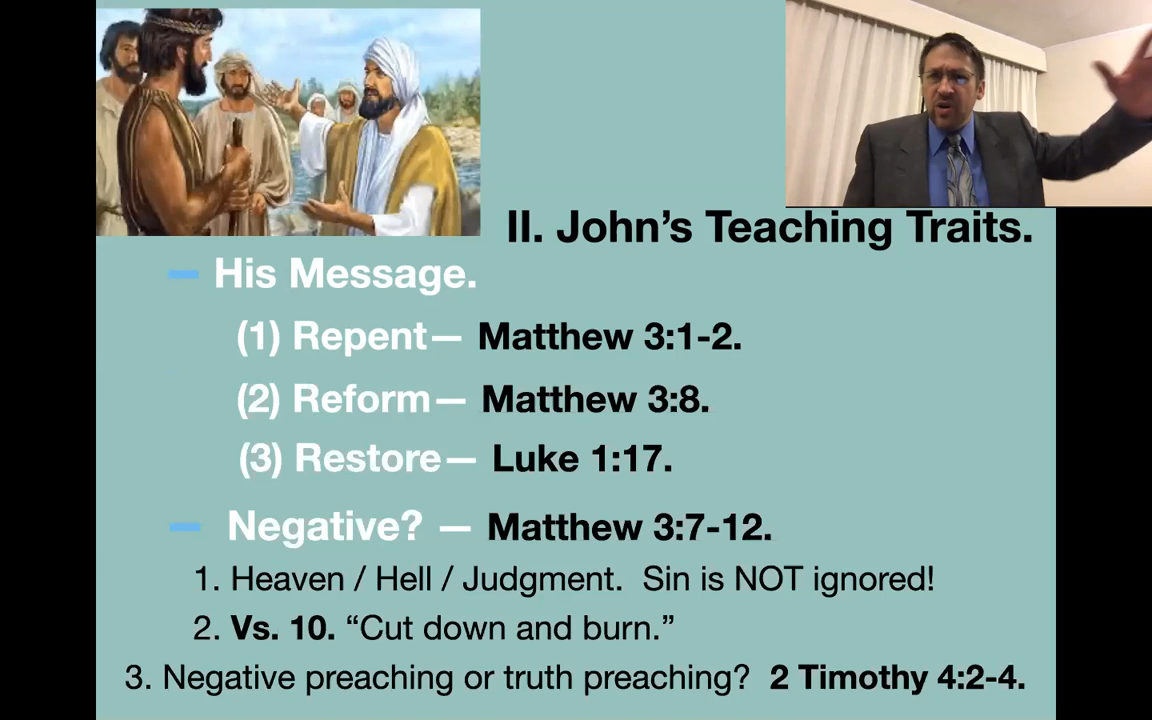 II. John's Teaching Traits.
— His Message.
(1) Repent— Matthew 3:1-2.
(2) Reform— Matthew 3:8.
(3) Restore— Luke 1:17.
— Negative? — Matthew 3:7-12.
1. Heaven / Hell / Judgment. Sin is NOT ignored!
2. Vs. 10. “Cut down and burn.”
3. Negative preaching or truth preaching? 2 Timothy 4:2-4.